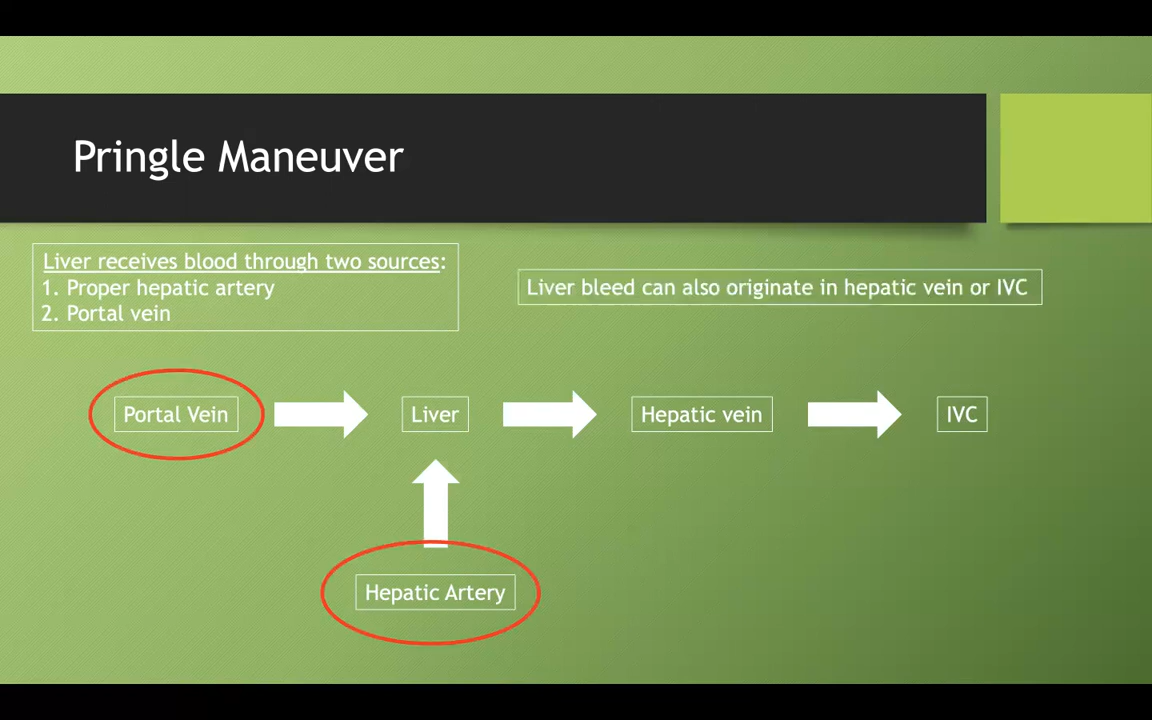 Pringle Maneuver
Liver receives blood through two sources:
1. Proper hepatic artery
2. Portal vein
Liver bleed can also originate in hepatic vein or IVC
Portal Vein
Liver
Hepatic vein
IVC
Hepatic Artery